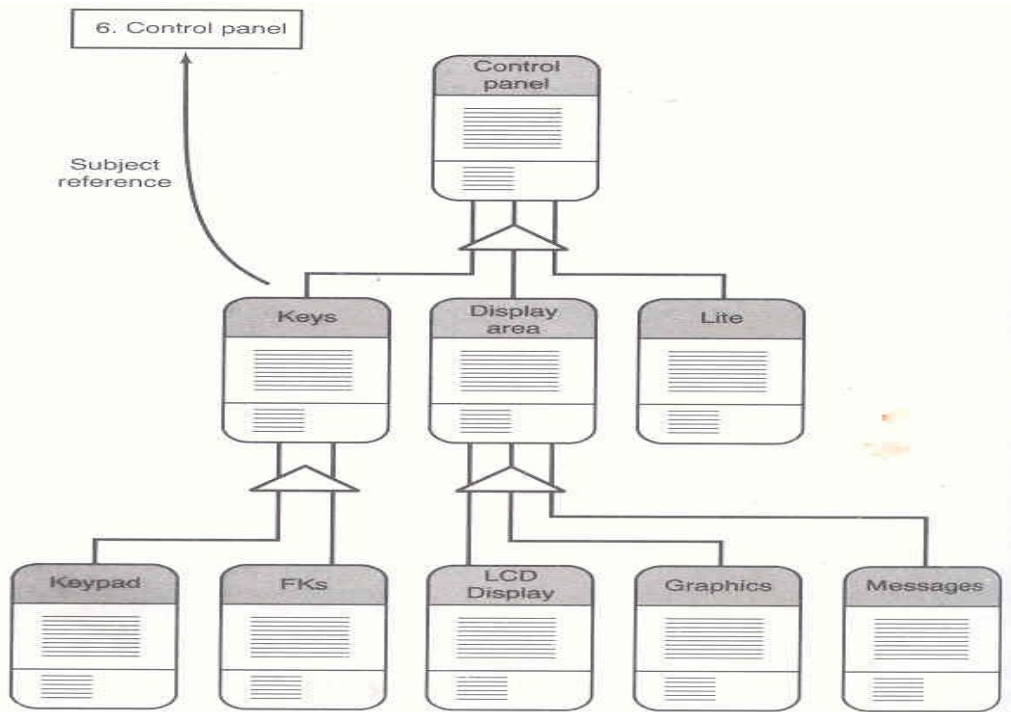 6. Control panel
Control
panel
Subject
reference
Keys
Display
area
Lite
Keypad
FKs
LCD
Display
Graphics
Messages